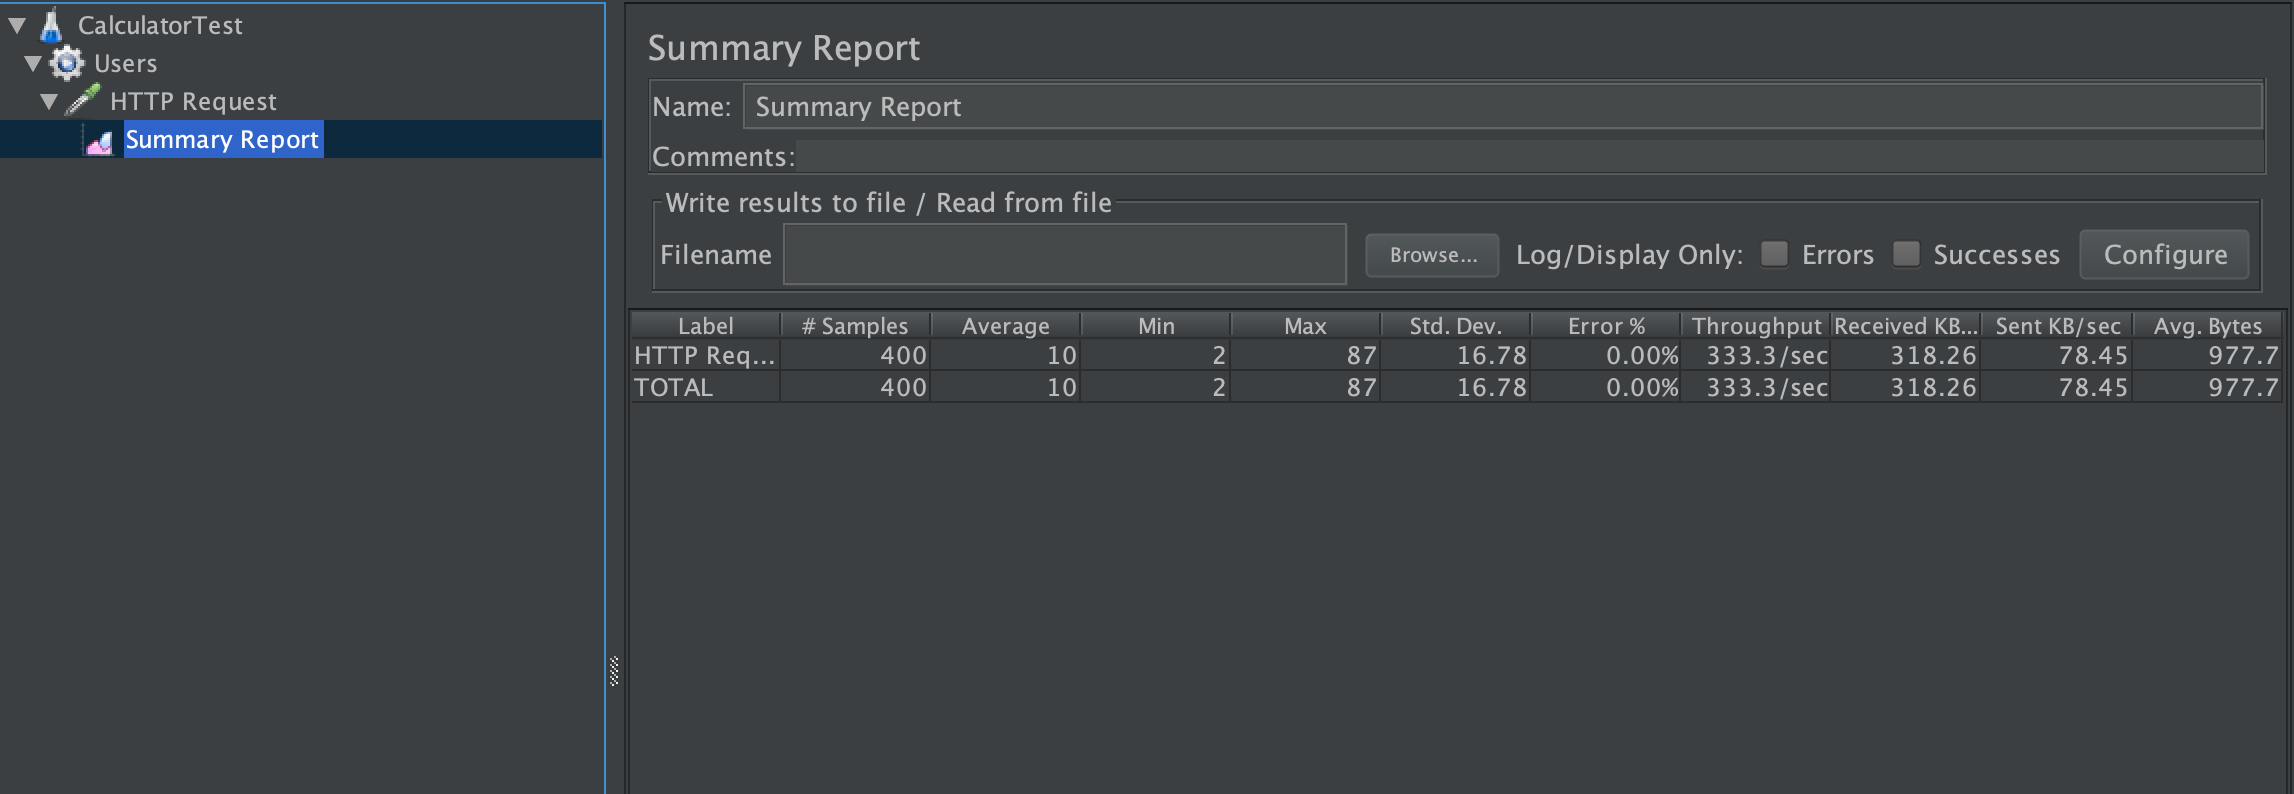 CalculatorTest
Users
HTTP Request
Summary Report
Summary Report
Name: Summary Report
Comments:
Write results to file / Read from file
Filename Browse... Log/Display Only: Errors Successes Configure
Label # Samples Average Min Max Std. Dev. Error % Throughput Received KB... Sent KB/sec Avg. Bytes
HTTP Req... 400 10 2 87 16.78 0.00% 333.3/sec 318.26 78.45 977.7
TOTAL 400 10 2 87 16.78 0.00% 333.3/sec 318.26 78.45 977.7